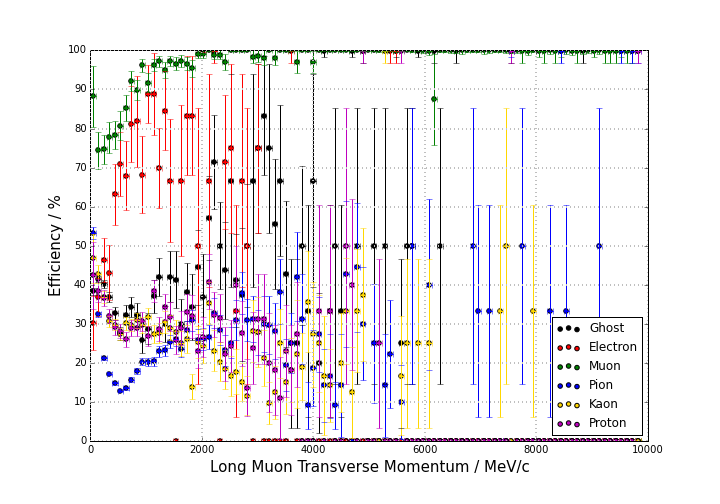 100
90
80
70
60
50
40
30
20
10
0
Efficiency / %
Ghost
Electron
Muon
Pion
Kaon
Proton
0 2000 4000 6000 8000 10000
Long Muon Transverse Momentum / MeV/c